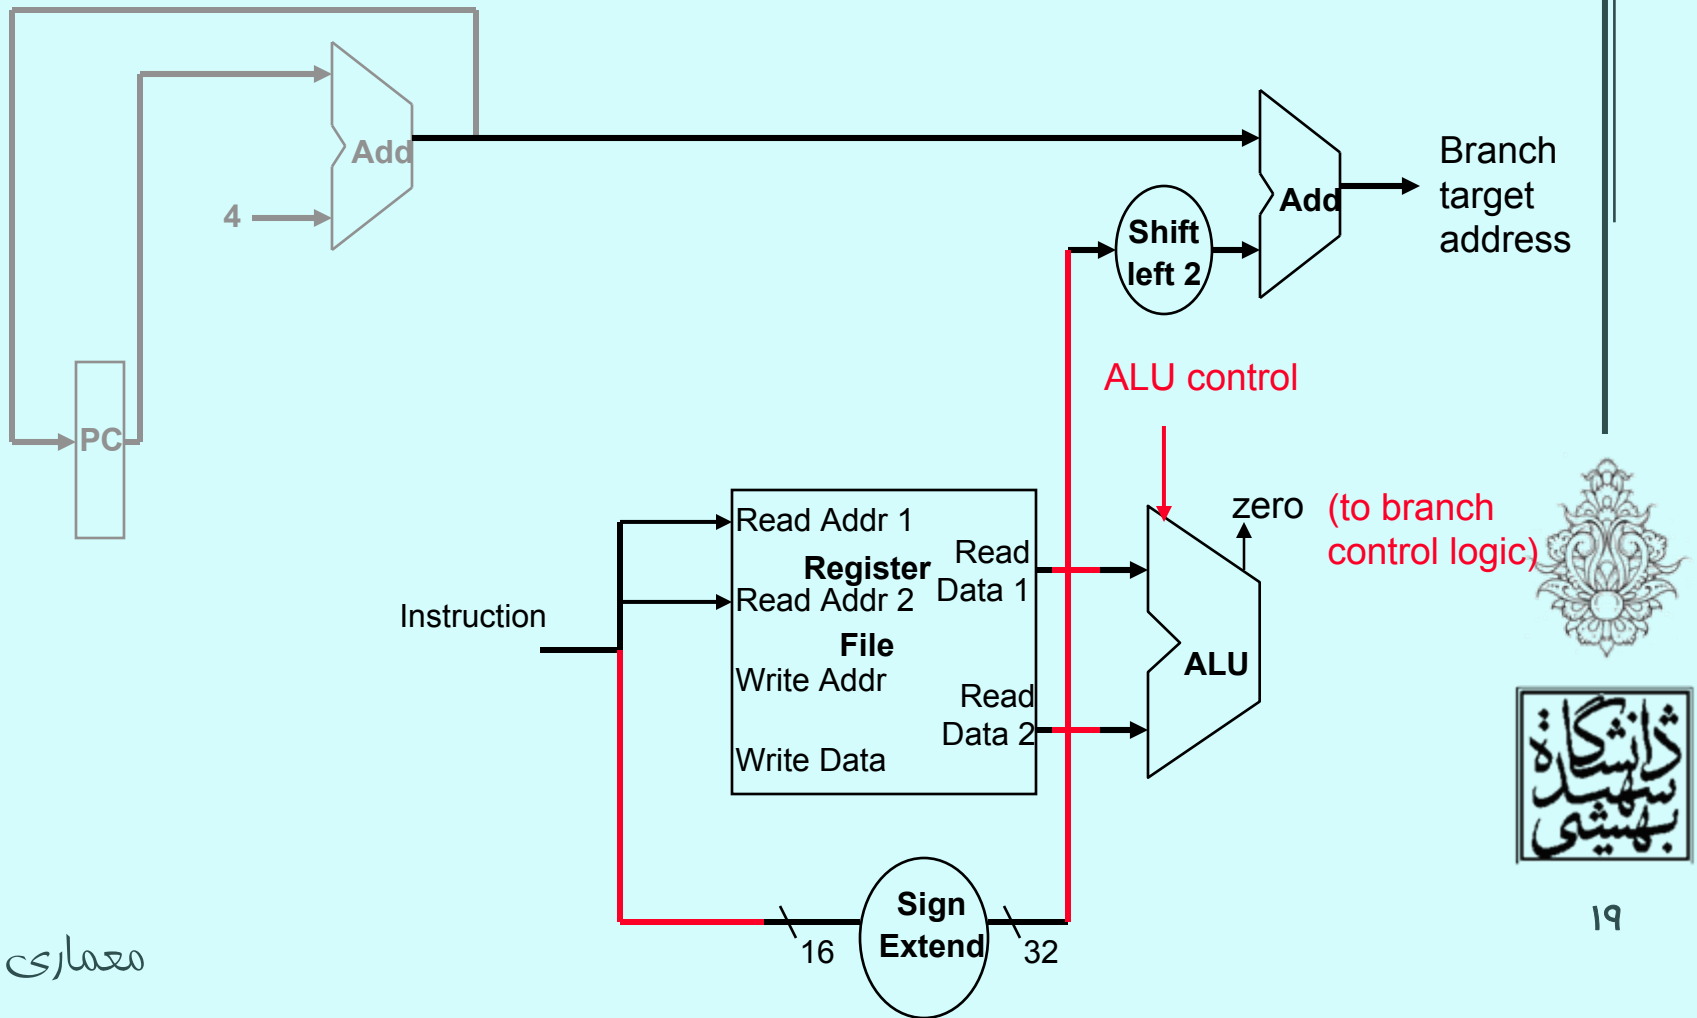 Add
4
PC
Add
Shift
left 2
Branch
target
address
ALU control
Instruction
Read Addr 1
Register
Read Addr 2
File
Write Addr
Write Data
Read
Data 1
Read
Data 2
ALU
zero
(to branch
control logic)
Sign
Extend
16
32
دانشگاه
شهید
بهشتی
۱۹
معماری